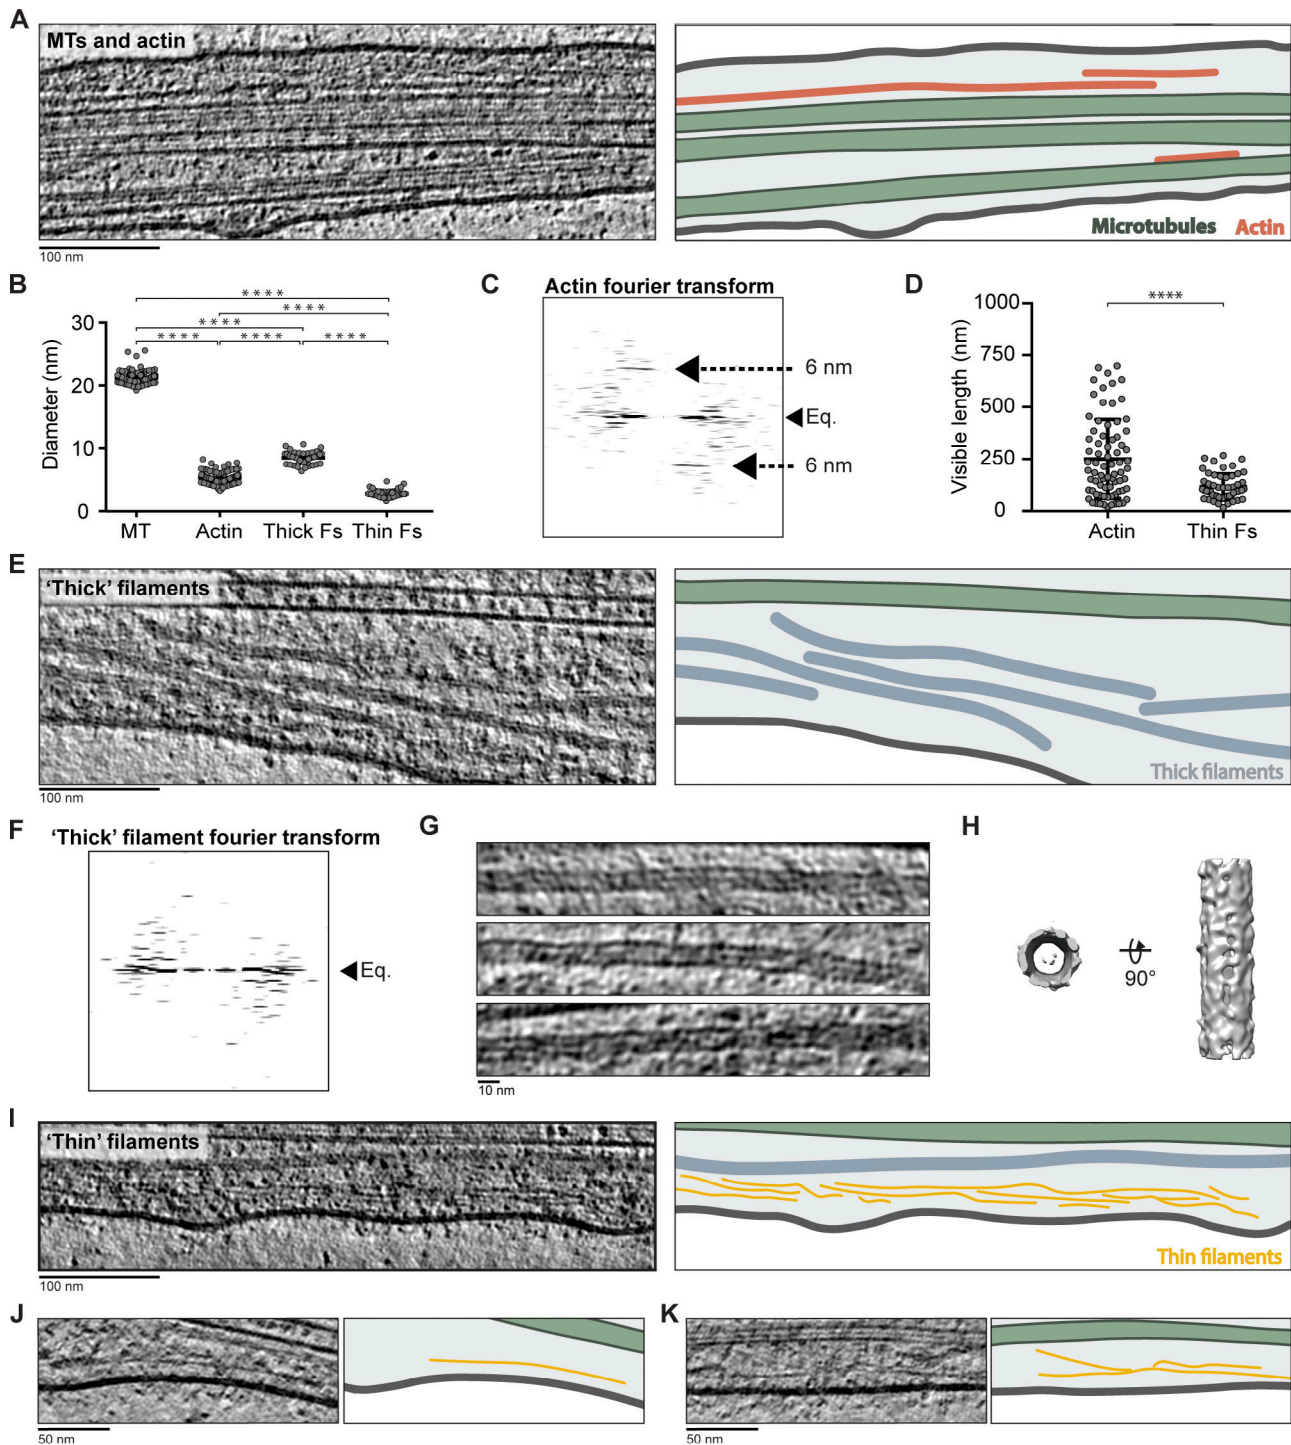 A
MTs and actin
100 nm
Microtubules Actin
B
****
****
****
**** **** ****
Diameter (nm)
30
20
10
0
MT Actin Thick Fs Thin Fs
C
Actin fourier transform
6 nm
Eq.
6 nm
D
****
Visible length (nm)
1000
750
500
250
0
Actin Thin Fs
E
'Thick' filaments
100 nm
Thick filaments
F
'Thick' filament fourier transform
Eq.
G
10 nm
H
90°
I
'Thin' filaments
100 nm
Thin filaments
J
50 nm
K
50 nm